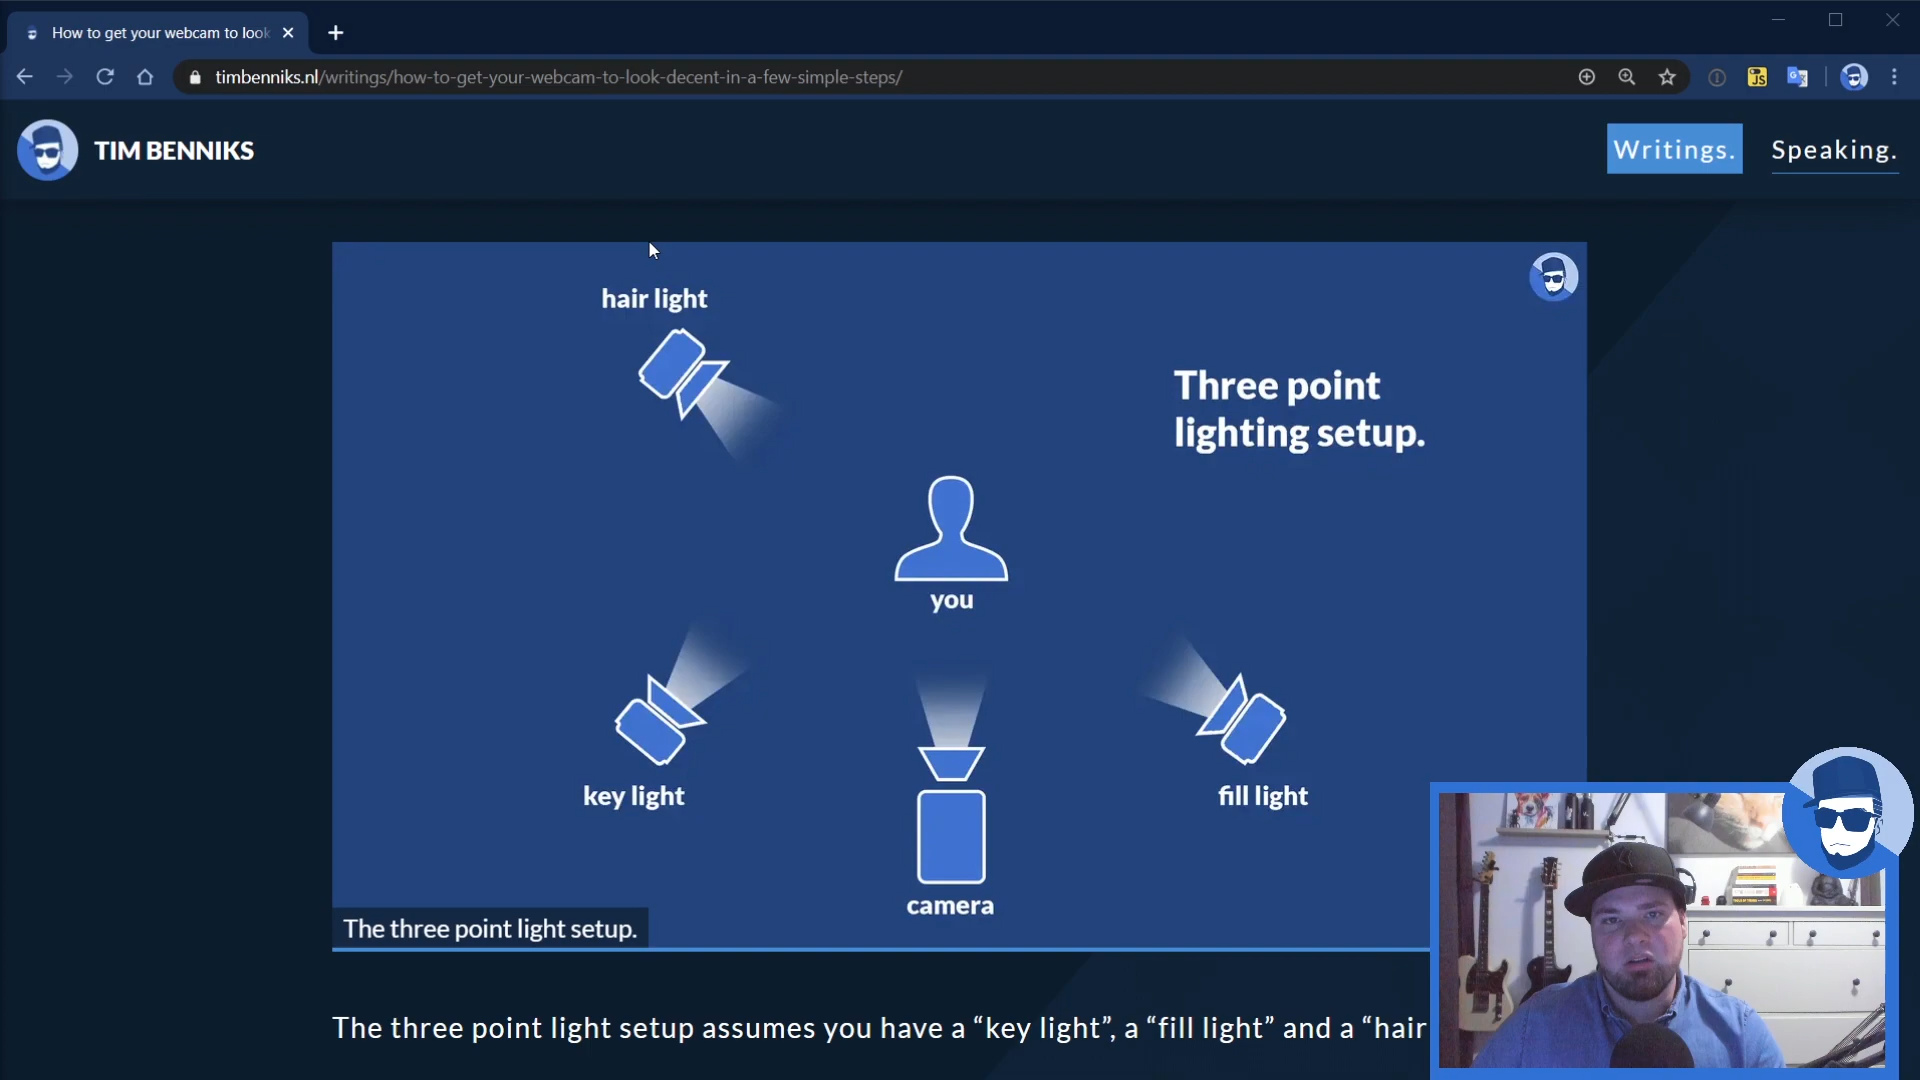 How to get your webcam to look
timbenniks.nl/writings/how-to-get-your-webcam-to-look-decent-in-a-few-simple-steps/
TIM BENNIKS
Writings.
Speaking.
hair light
Three point
lighting setup.
you
key light
fill light
camera
The three point light setup.
The three point light setup assumes you have a “key light”, a “fill light” and a “hair